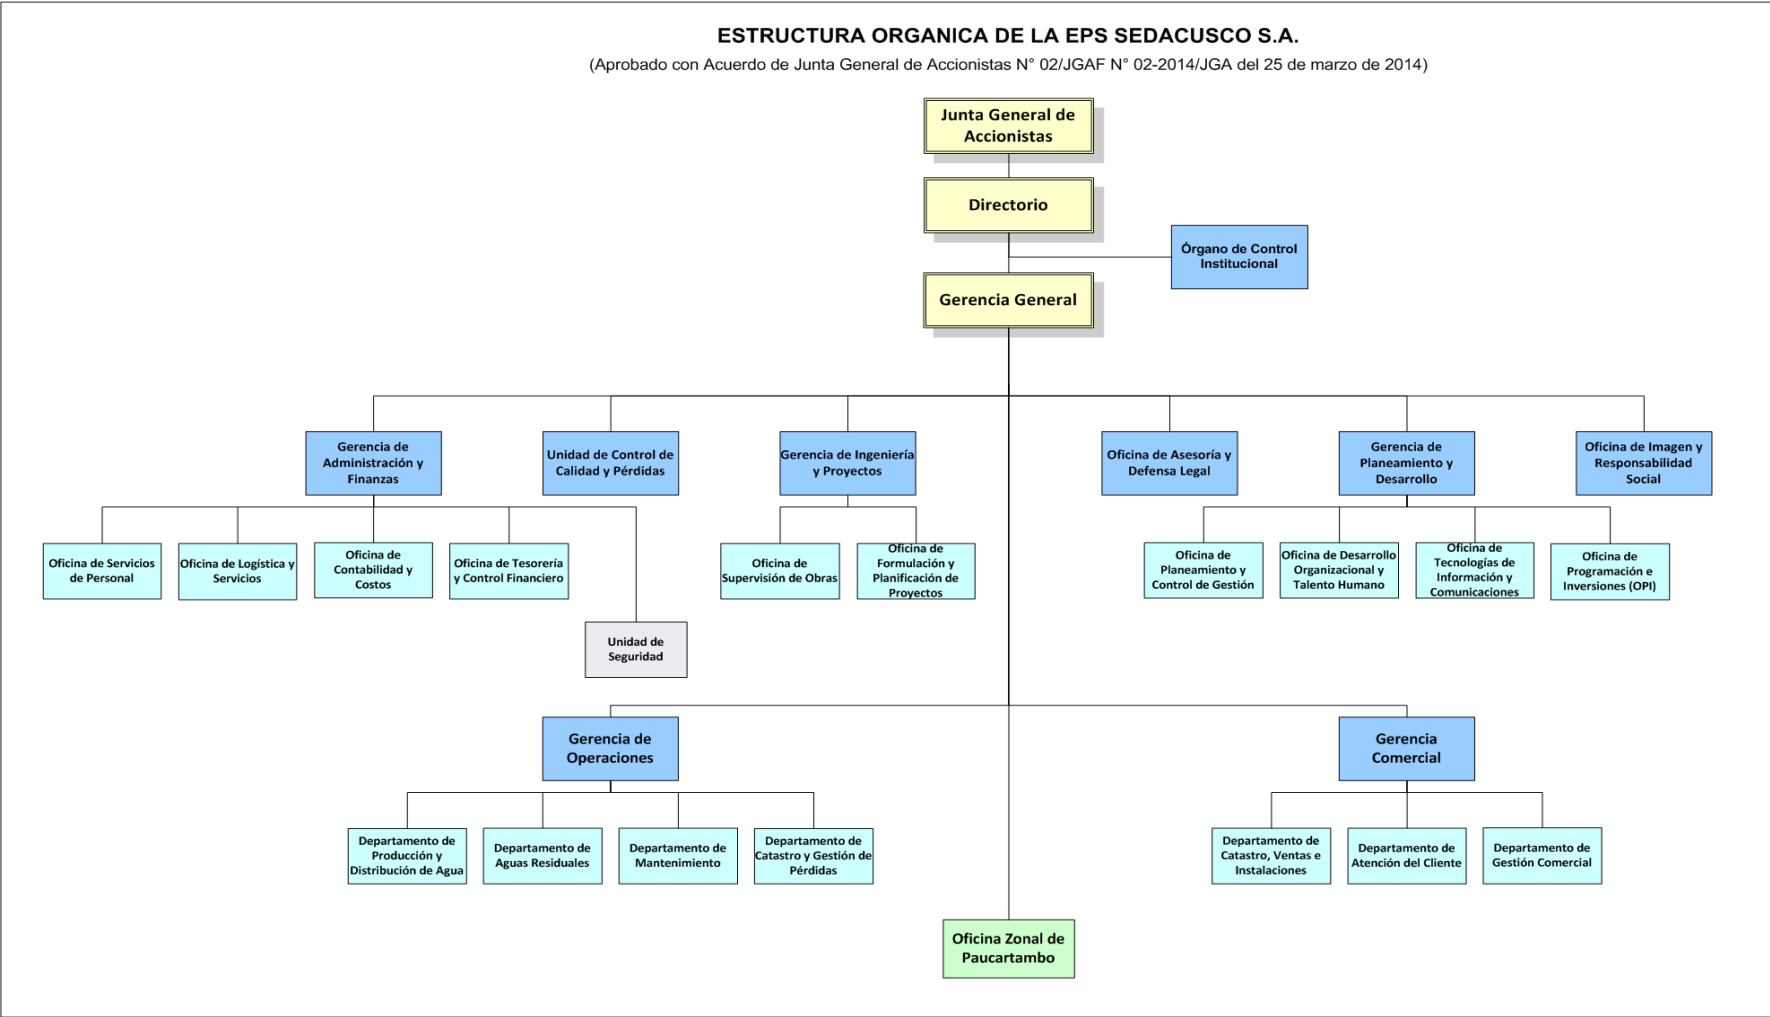 ESTRUCTURA ORGANICA DE LA EPS SEDACUSCO S.A.
(Aprobado con Acuerdo de Junta General de Accionistas N° 02/JGAF N° 02-2014/JGA del 25 de marzo de 2014)
Junta General de
Accionistas
Directorio
Órgano de Control
Institucional
Gerencia General
Gerencia de
Administración y
Finanzas
Unidad de Control de
Calidad y Pérdidas
Gerencia de Ingeniería
y Proyectos
Oficina de Asesoría y
Defensa Legal
Gerencia de
Planeamiento y
Desarrollo
Oficina de Imagen y
Responsabilidad
Social
Oficina de Servicios
de Personal
Oficina de Logística y
Servicios
Oficina de
Contabilidad y
Costos
Oficina de Tesorería
y Control Financiero
Oficina de
Supervisión de Obras
Oficina de
Formulación y
Planificación de
Proyectos
Oficina de
Planeamiento y
Control de Gestión
Oficina de Desarrollo
Organizacional y
Talento Humano
Oficina de
Tecnologías de
Información y
Comunicaciones
Oficina de
Programación e
Inversiones (OPI)
Unidad de
Seguridad
Gerencia de
Operaciones
Gerencia
Comercial
Departamento de
Producción y
Distribución de Agua
Departamento de
Aguas Residuales
Departamento de
Mantenimiento
Departamento de
Catastro y Gestión de
Pérdidas
Departamento de
Catastro, Ventas e
Instalaciones
Departamento de
Atención del Cliente
Departamento de
Gestión Comercial
Oficina Zonal de
Paucartambo